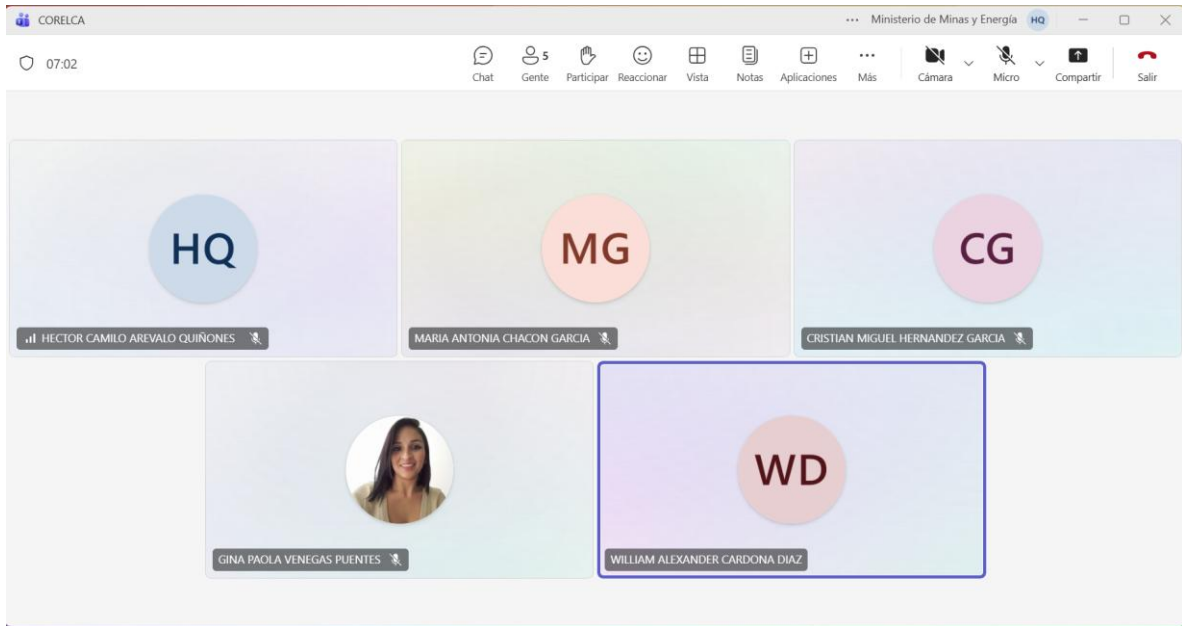 CORELCA
Ministerio de Minas y Energía HQ
07:02
5
Chat Gente Participar Reaccionar Vista Notas Aplicaciones Más Cámara Micro Compartir Salir
HQ MG CG
HECTOR CAMILO AREVALO QUIÑONES
MARIA ANTONIA CHACON GARCIA
CRISTIAN MIGUEL HERNANDEZ GARCIA
WD
GINA PAOLA VENEGAS PUENTES
WILLIAM ALEXANDER CARDONA DIAZ